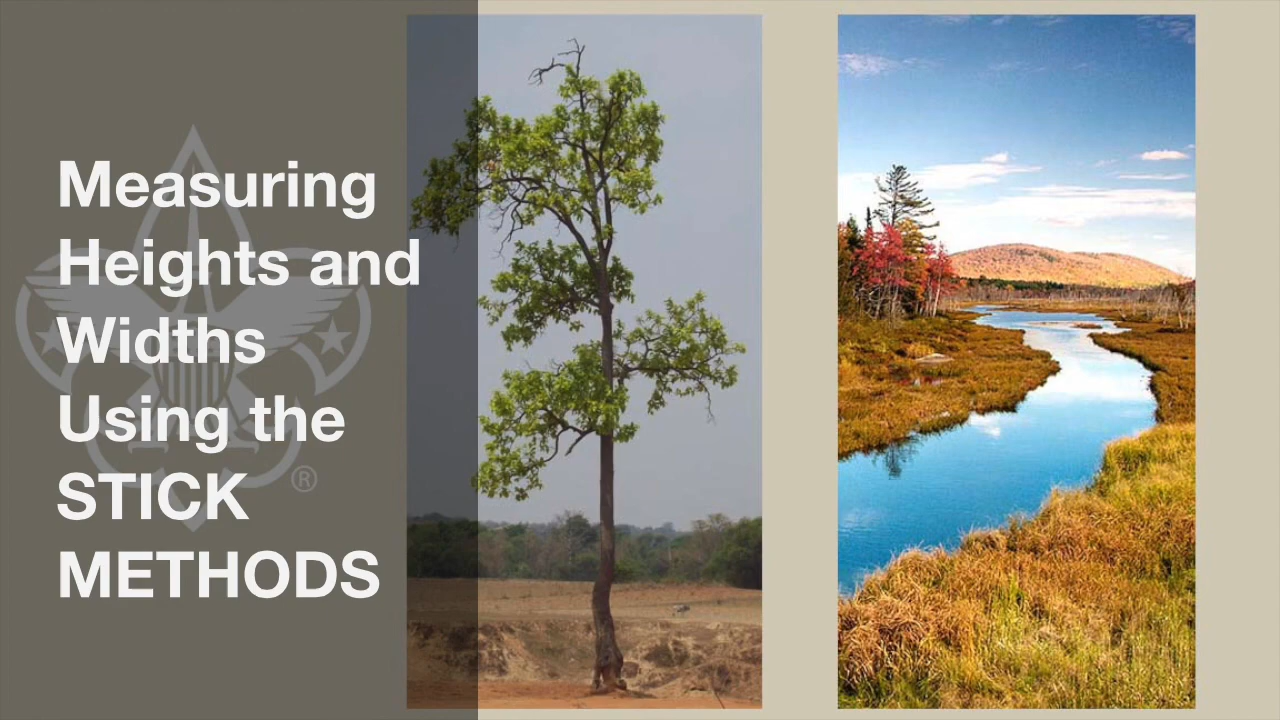 Measuring
Heights and
Widths
Using the
STICK
METHODS
®